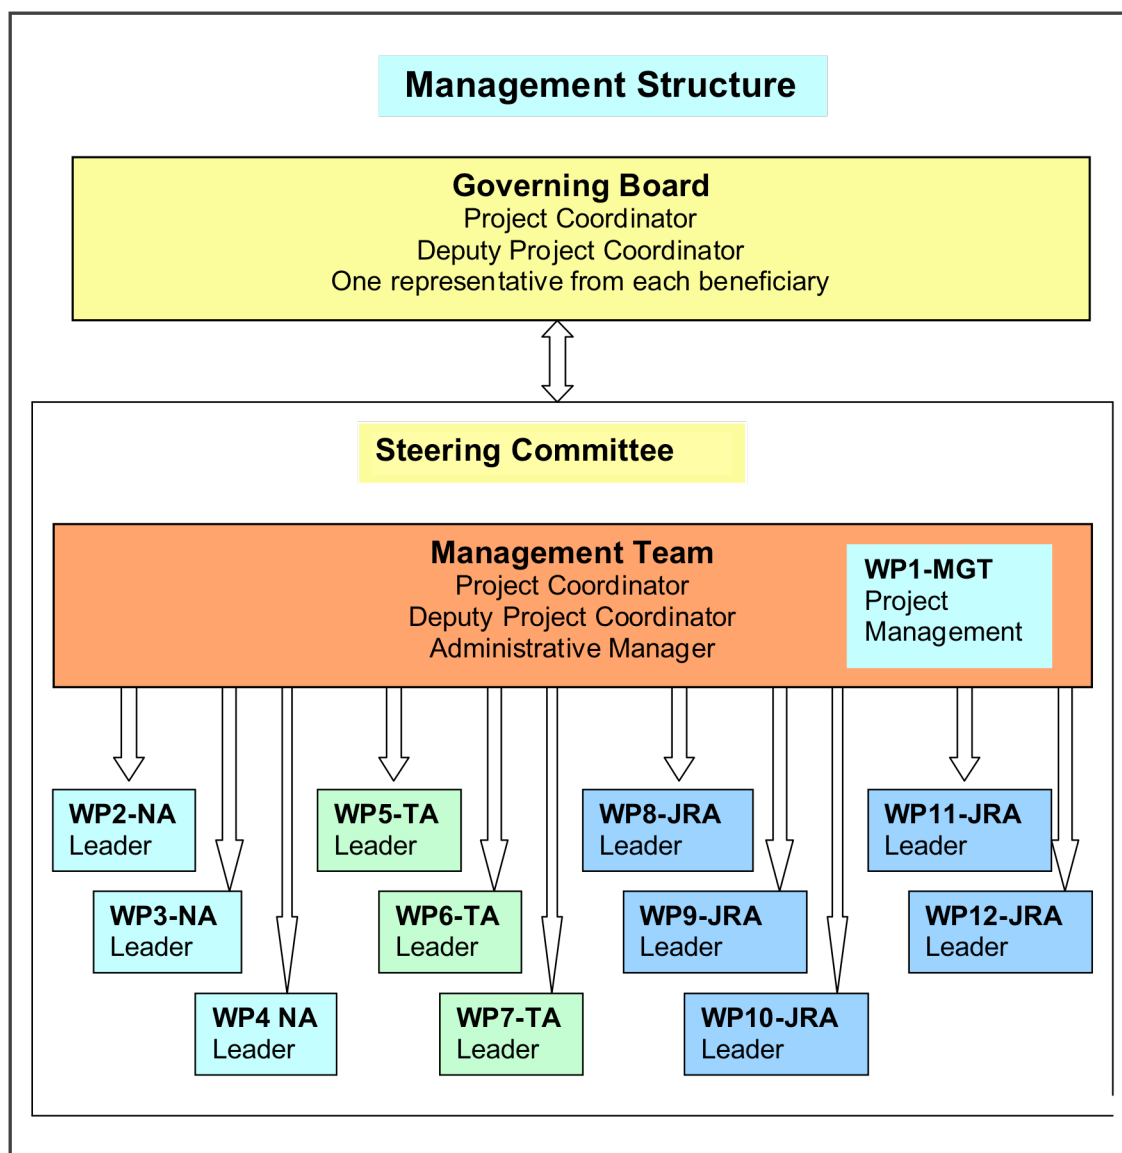 Management Structure
Governing Board
Project Coordinator
Deputy Project Coordinator
One representative from each beneficiary
Steering Committee
Management Team
Project Coordinator
Deputy Project Coordinator
Administrative Manager
WP1-MGT
Project
Management
WP2-NA
Leader
WP5-TA
Leader
WP8-JRA
Leader
WP11-JRA
Leader
WP3-NA
Leader
WP6-TA
Leader
WP9-JRA
Leader
WP12-JRA
Leader
WP4 NA
Leader
WP7-TA
Leader
WP10-JRA
Leader